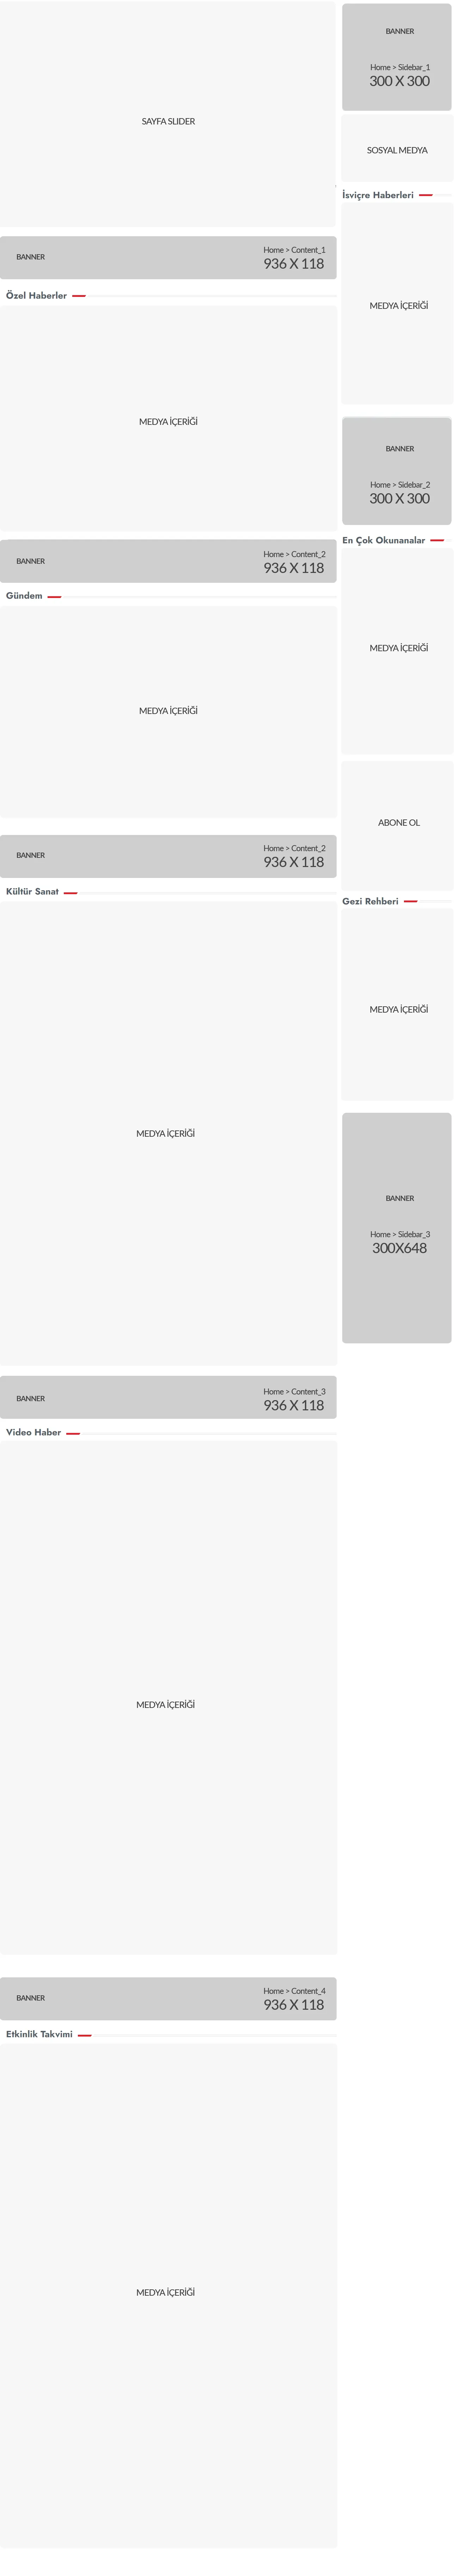 SAYFA SLIDER
BANNER
Home > Content_1
936 X 118
Özel Haberler
MEDYA İÇERİĞİ
BANNER
Home > Content_2
936 X 118
Gündem
MEDYA İÇERİĞİ
BANNER
Home > Content_2
936 X 118
Kültür Sanat
MEDYA İÇERİĞİ
BANNER
Home > Content_3
936 X 118
Video Haber
MEDYA İÇERİĞİ
BANNER
Home > Content_4
936 X 118
Etkinlik Takvimi
MEDYA İÇERİĞİ
BANNER
Home > Sidebar_1
300 X 300
SOSYAL MEDYA
İsviçre Haberleri
MEDYA İÇERİĞİ
BANNER
Home > Sidebar_2
300 X 300
En Çok Okunanalar
MEDYA İÇERİĞİ
ABONE OL
Gezi Rehberi
MEDYA İÇERİĞİ
BANNER
Home > Sidebar_3
300X648